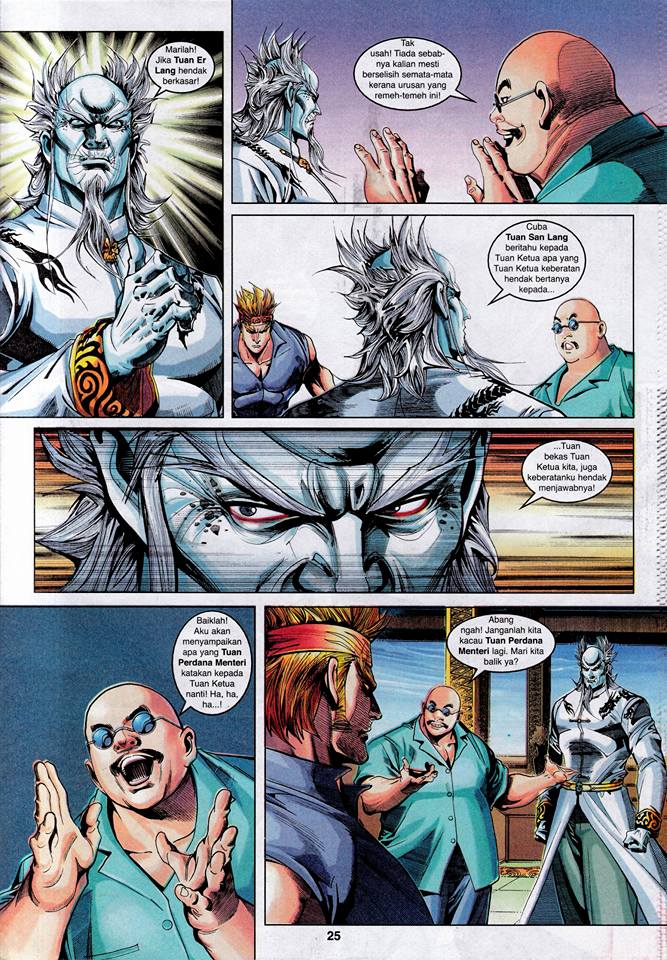 Marilah!
Jika Tuan Er
Lang hendak
berkasar!
Tak
usah! Tiada sebab-
nya kalian mesti
berselisih semata-mata
kerana urusan yang
remeh-temeh ini!
Cuba
Tuan San Lang
beritahu kepada
Tuan Ketua apa yang
Tuan Ketua keberatan
hendak bertanya
kepada...
...Tuan
bekas Tuan
Ketua kita, juga
keberatanku hendak
menjawabnya!
Baiklah!
Aku akan
menyampaikan
apa yang Tuan
Perdana Menteri
katakan kepada
Tuan Ketua
nanti! Ha, ha,
ha...!
Abang
ngah! Janganlah kita
kacau Tuan Perdana
Menteri lagi. Mari kita
balik ya?
25